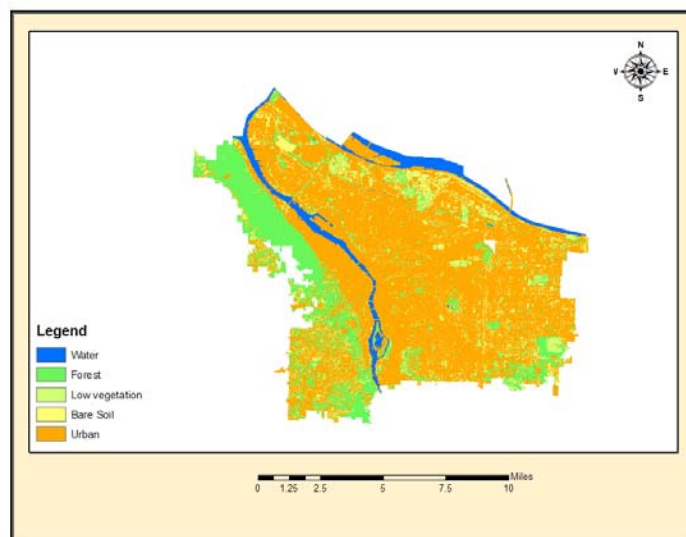 N
W E
S
Legend
Water
Forest
Low vegetation
Bare Soil
Urban
Miles
0 1.25 2.5 5 7.5 10